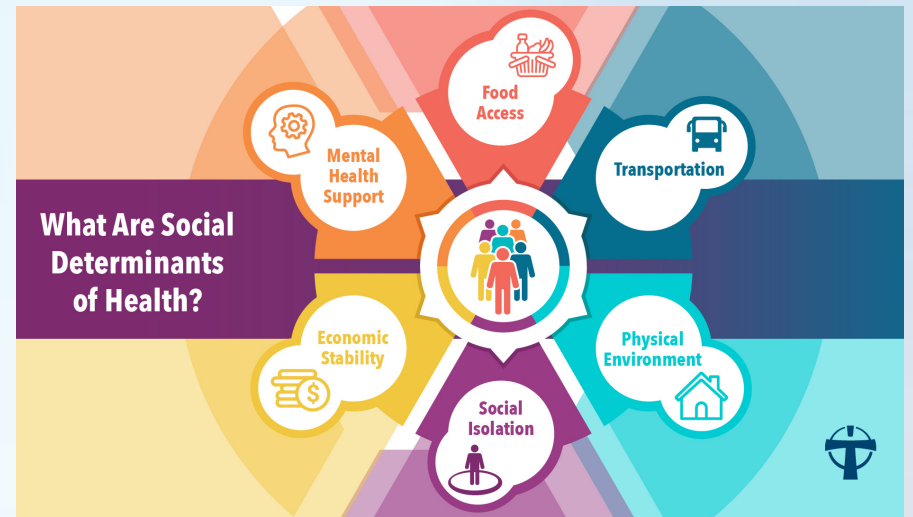 What Are Social
Determinants
of Health?
Food
Access
Transportation
Physical
Environment
Social
Isolation
Economic
Stability
Mental
Health
Support
$